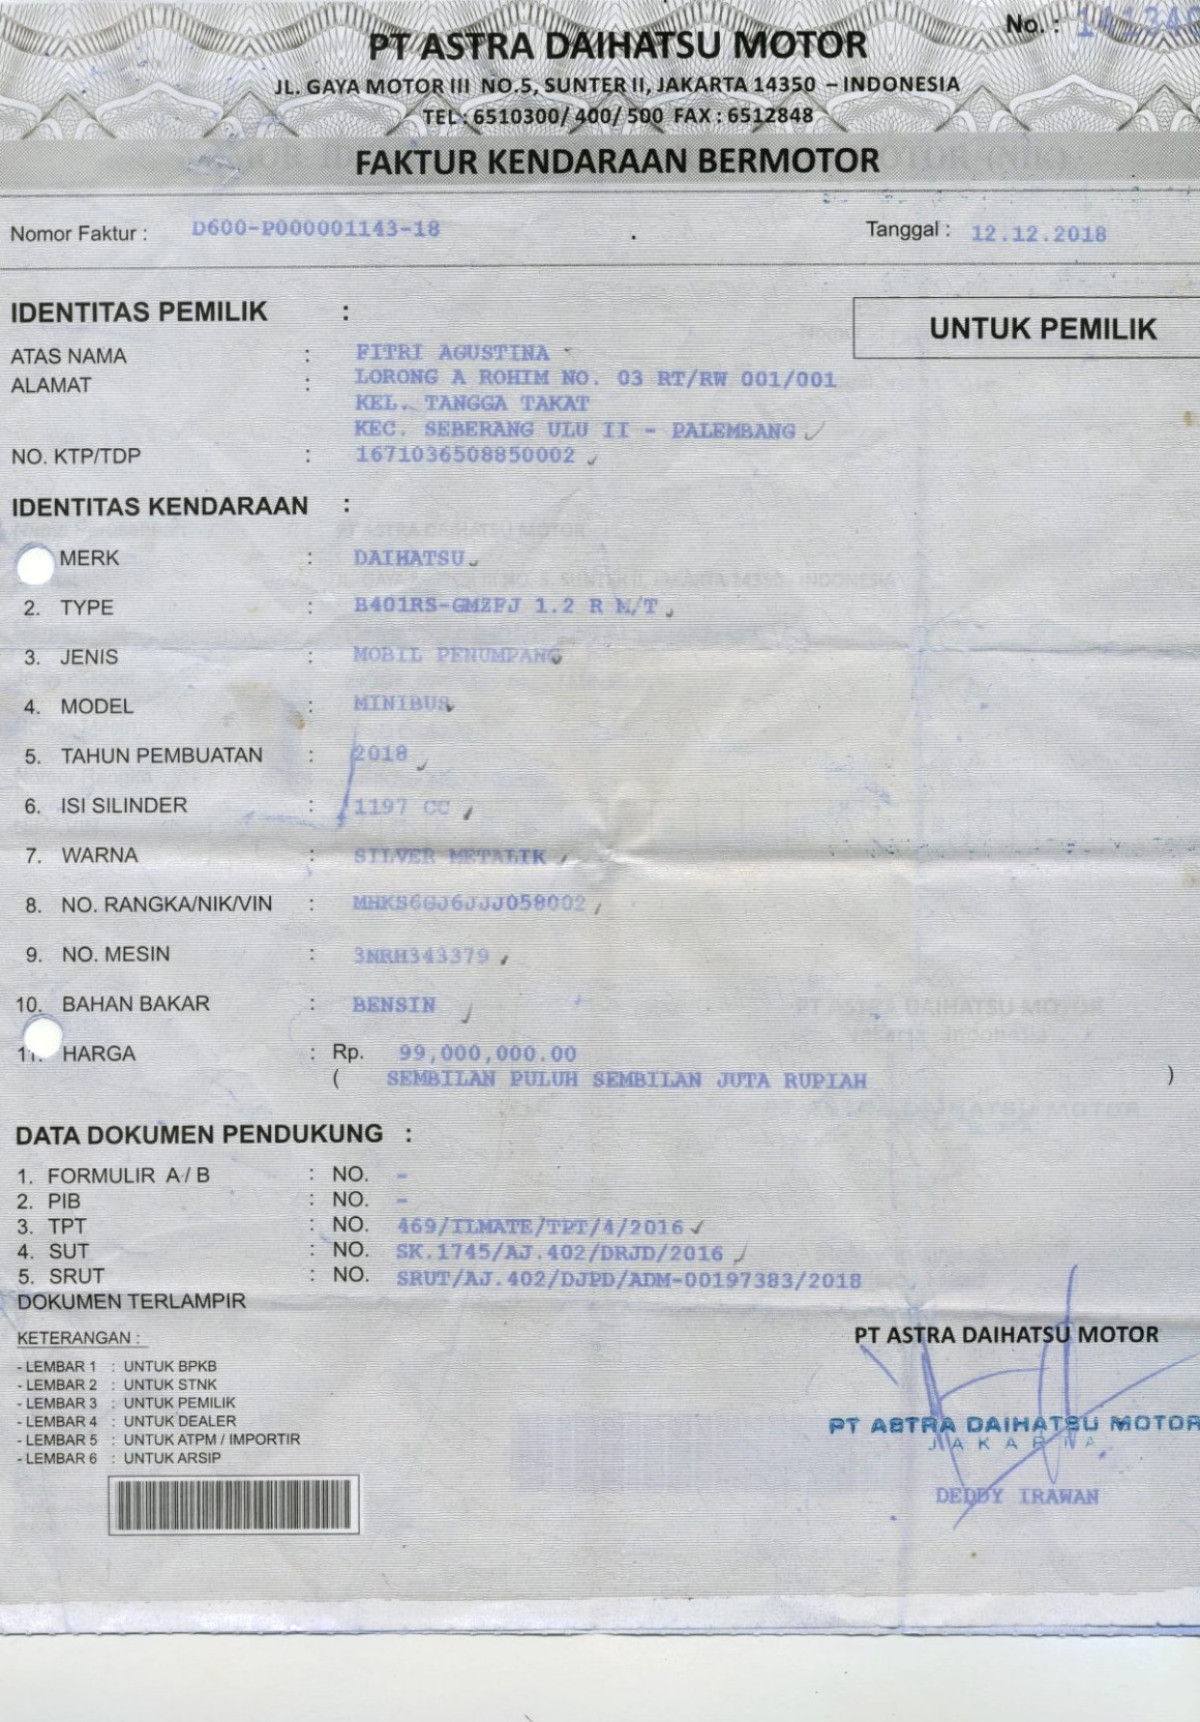 No. :
PT ASTRA DAIHATSU MOTOR
JL. GAYA MOTOR III NO.5, SUNTER II, JAKARTA 14350 – INDONESIA
TEL : 6510300/ 400/ 500 FAX : 6512848
FAKTUR KENDARAAN BERMOTOR
Nomor Faktur : D600-P000001143-18 Tanggal : 12.12.2018
IDENTITAS PEMILIK :
UNTUK PEMILIK
ATAS NAMA : FITRI AGUSTINA
ALAMAT : LORONG A ROHIM NO. 03 RT/RW 001/001
KEL. TANGGA TAKAT
KEC. SEBERANG ULU II - PALEMBANG
NO. KTP/TDP : 1671036508850002
IDENTITAS KENDARAAN :
MERK : DAIHATSU
2. TYPE : B401RS-GMZFJ 1.2 R M/T
3. JENIS : MOBIL PENUMPANG
4. MODEL : MINIBUS
5. TAHUN PEMBUATAN : 2018
6. ISI SILINDER : 1197 CC
7. WARNA : SILVER METALIK
8. NO. RANGKA/NIK/VIN : MHKS6GJ6JJJ058002
9. NO. MESIN : 3NRH343379
10. BAHAN BAKAR : BENSIN
11. HARGA : Rp. 99,000,000.00
( SEMBILAN PULUH SEMBILAN JUTA RUPIAH )
DATA DOKUMEN PENDUKUNG :
1. FORMULIR A / B : NO. -
2. PIB : NO. -
3. TPT : NO. 469/ILMATE/TPT/4/2016
4. SUT : NO. SK.1745/AJ.402/DRJD/2016
5. SRUT : NO. SRUT/AJ.402/DJPD/ADM-00197383/2018
DOKUMEN TERLAMPIR
KETERANGAN :
- LEMBAR 1 : UNTUK BPKB
- LEMBAR 2 : UNTUK STNK
- LEMBAR 3 : UNTUK PEMILIK
- LEMBAR 4 : UNTUK DEALER
- LEMBAR 5 : UNTUK ATPM / IMPORTIR
- LEMBAR 6 : UNTUK ARSIP
PT ASTRA DAIHATSU MOTOR
PT ASTRA DAIHATSU MOTOR
JAKARTA
DEDDY IRAWAN